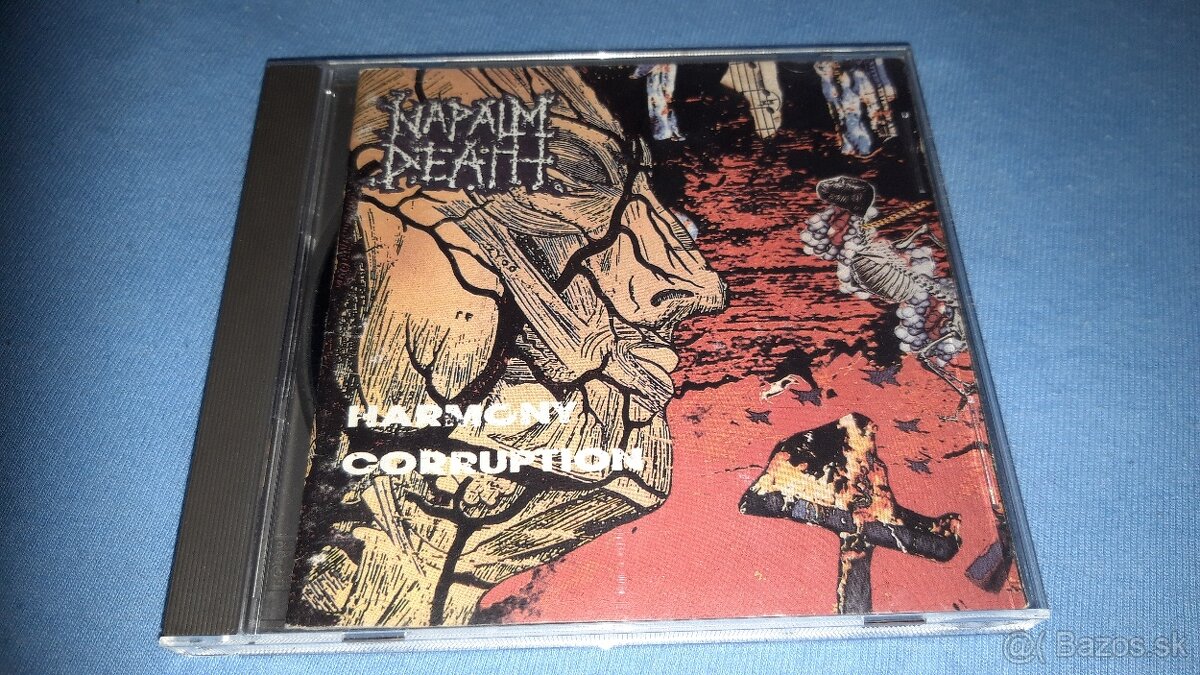 NAPALM
DEATH
HARMONY
CORRUPTION
@( Bazos.sk